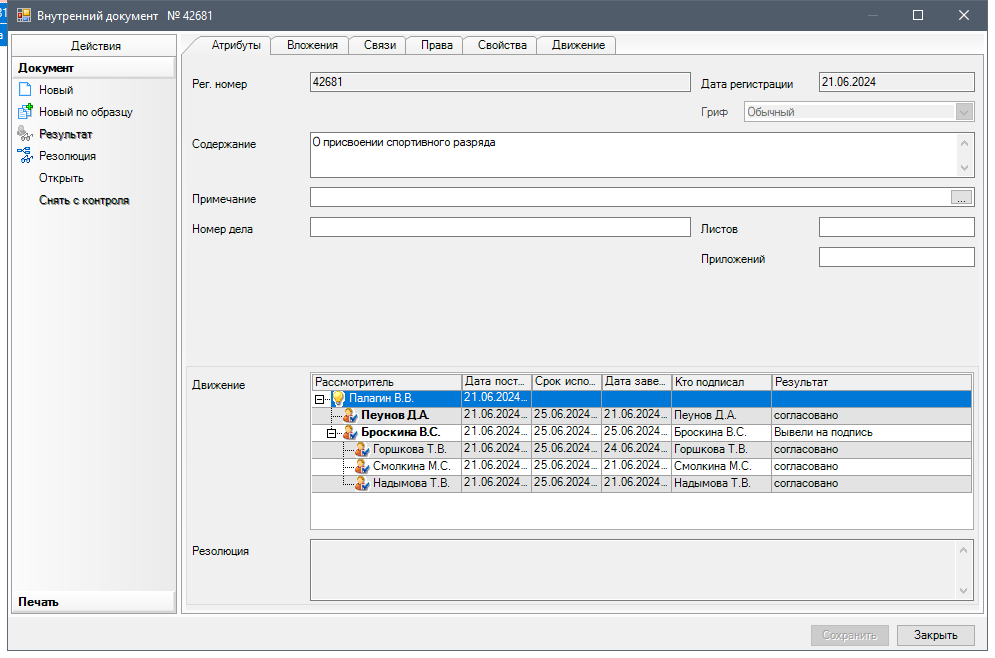 Внутренний документ № 42681
Действия
Документ
Новый
Новый по образцу
Результат
Резолюция
Открыть
Снять с контроля
Печать
Атрибуты Вложения Связи Права Свойства Движение
Рег. номер 42681 Дата регистрации 21.06.2024
Гриф Обычный
Содержание О присвоении спортивного разряда
Примечание ...
Номер дела Листов
Приложений
Движение
Рассмотритель Дата пост... Срок испо... Дата заве... Кто подписал Результат
Палагин В.В. 21.06.2024...
Пеунов Д.А. 21.06.2024... 25.06.2024... 21.06.2024... Пеунов Д.А. согласовано
Броскина В.С. 21.06.2024... 25.06.2024... 25.06.2024... Броскина В.С. Вывели на подпись
Горшкова Т.В. 21.06.2024... 25.06.2024... 24.06.2024... Горшкова Т.В. согласовано
Смолкина М.С. 21.06.2024... 25.06.2024... 21.06.2024... Смолкина М.С. согласовано
Надымова Т.В. 21.06.2024... 25.06.2024... 21.06.2024... Надымова Т.В. согласовано
Резолюция
Сохранить Закрыть